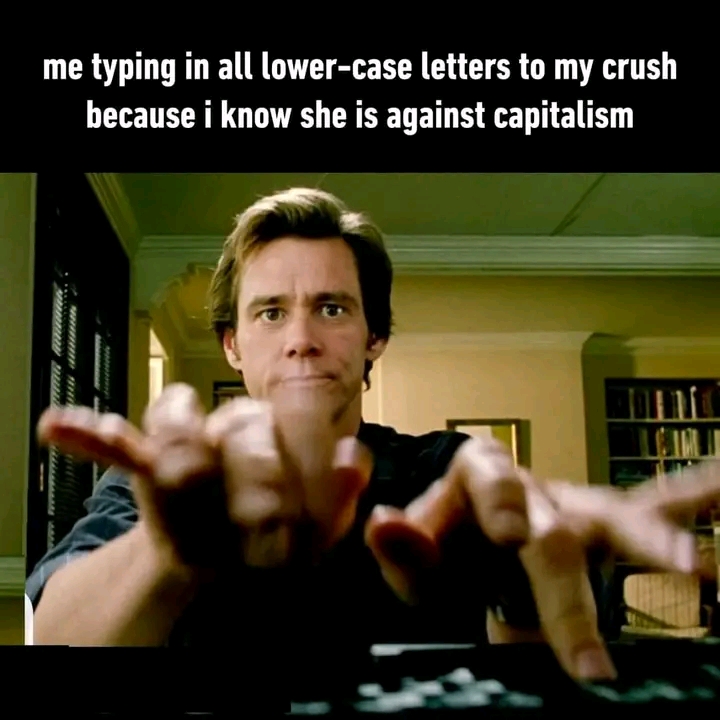 me typing in all lower-case letters to my crush
because i know she is against capitalism